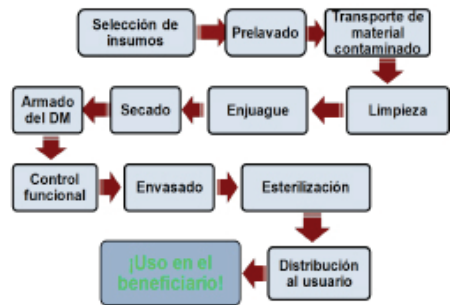 Selección de
insumos
Prelavado
Transporte de
material
contaminado
Limpieza
Enjuague
Secado
Armado
del DM
Control
funcional
Envasado
Esterilización
Distribución
al usuario
¡Uso en el
beneficiario!